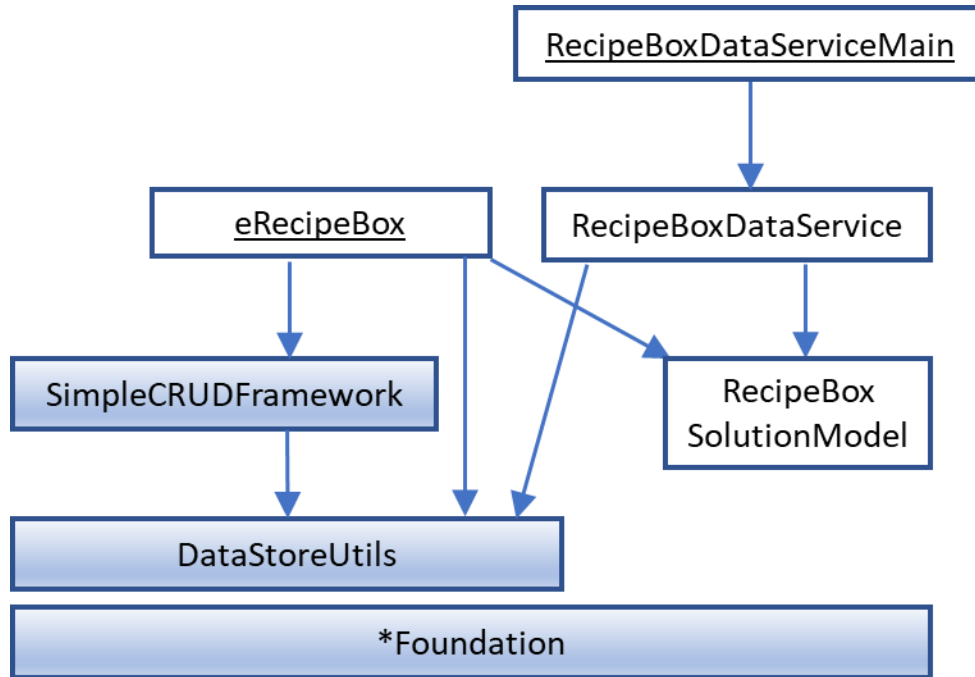 RecipeBoxDataServiceMain
eRecipeBox
RecipeBoxDataService
SimpleCRUDFramework
RecipeBox
SolutionModel
DataStoreUtils
*Foundation